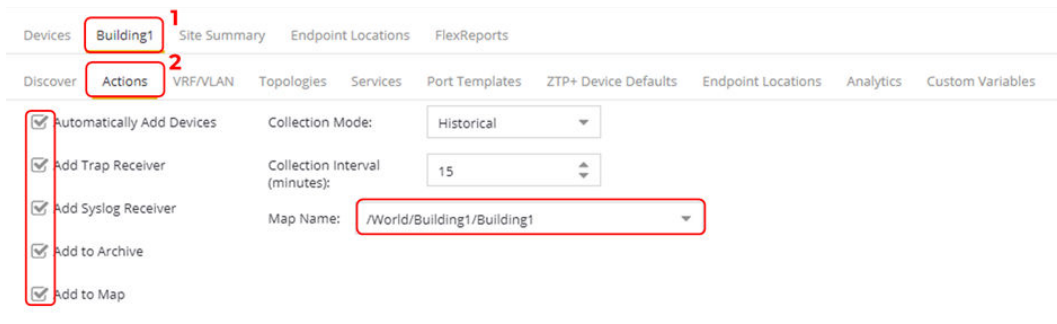 1
Devices Building1 Site Summary Endpoint Locations FlexReports
2
Discover Actions VRF/VLAN Topologies Services Port Templates ZTP+ Device Defaults Endpoint Locations Analytics Custom Variables
Automatically Add Devices Collection Mode: Historical
Add Trap Receiver Collection Interval (minutes): 15
Add Syslog Receiver Map Name: /World/Building1/Building1
Add to Archive
Add to Map